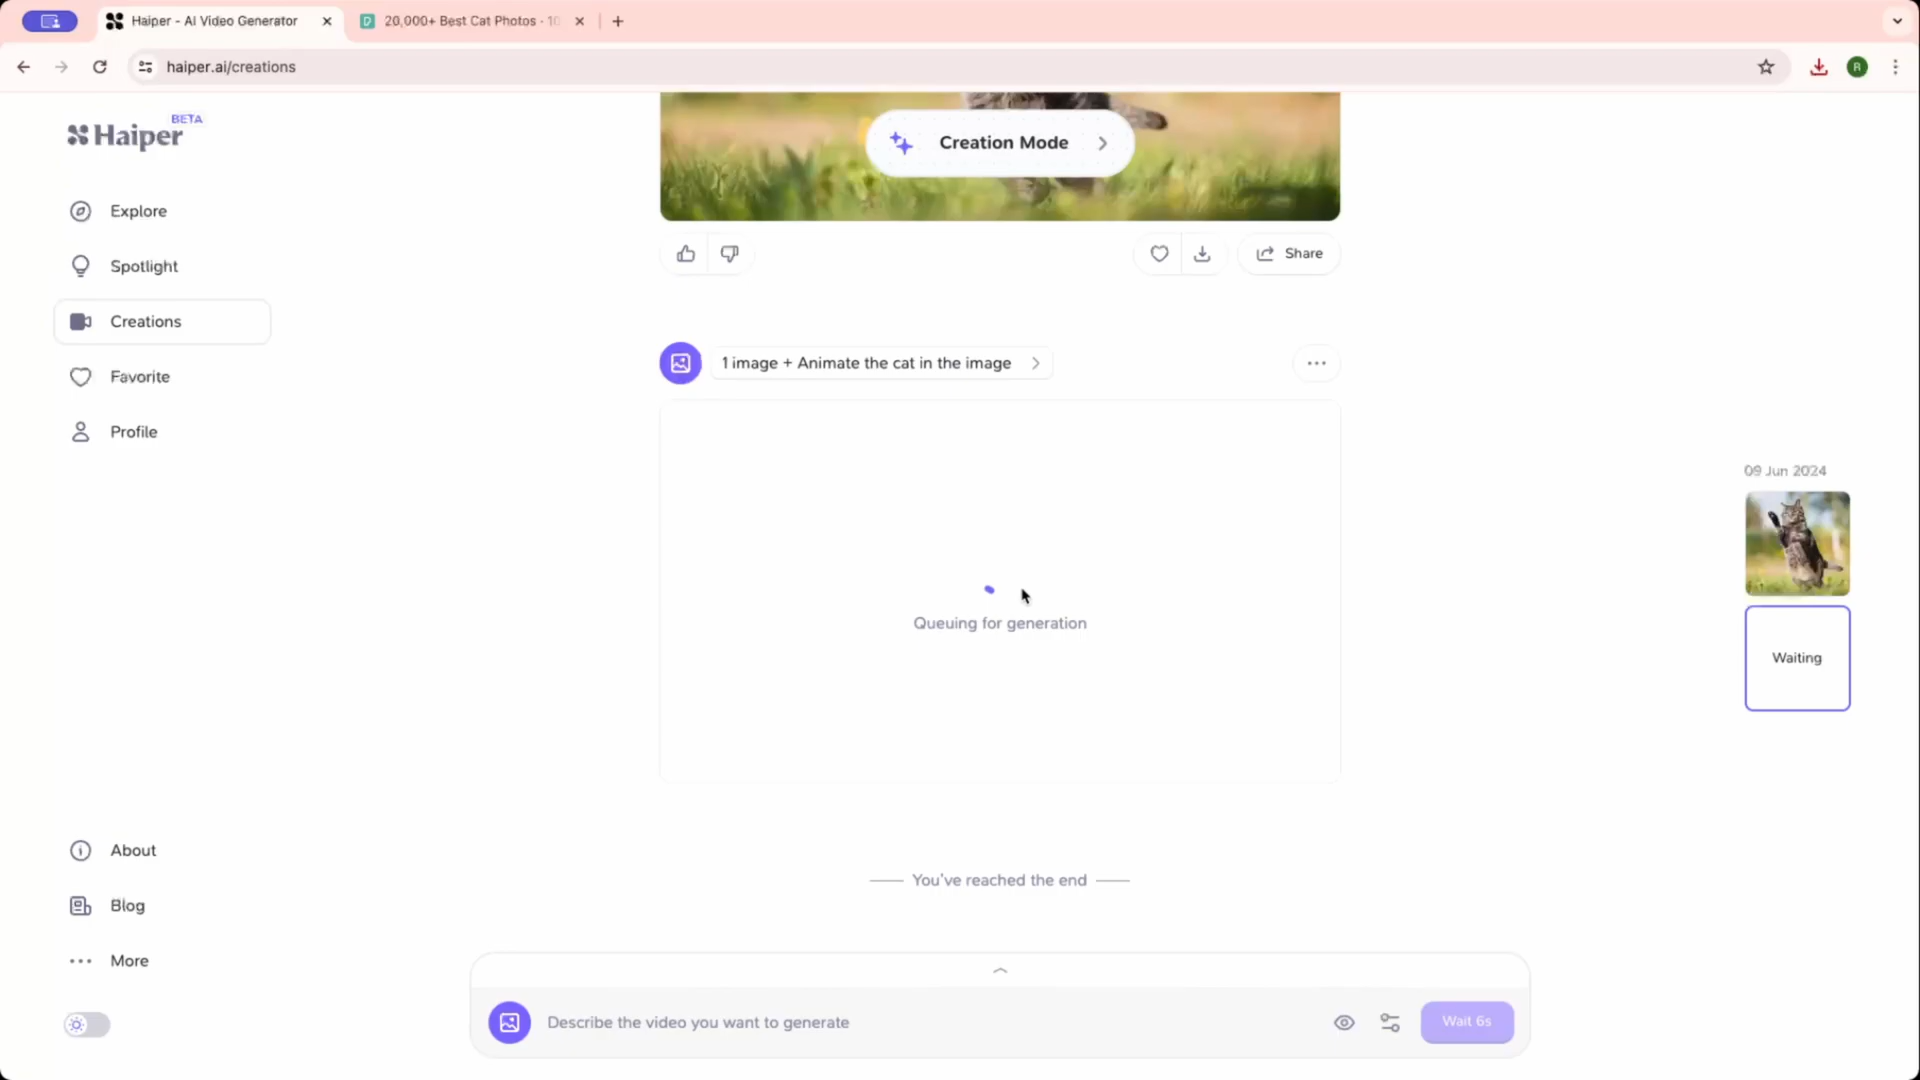 Haiper - AI Video Generator
20,000+ Best Cat Photos · 10
haiper.ai/creations
R
Haiper
BETA
Explore
Spotlight
Creations
Favorite
Profile
Creation Mode
Share
1 image + Animate the cat in the image
Queuing for generation
09 Jun 2024
Waiting
You've reached the end
About
Blog
More
Describe the video you want to generate
Wait 6s